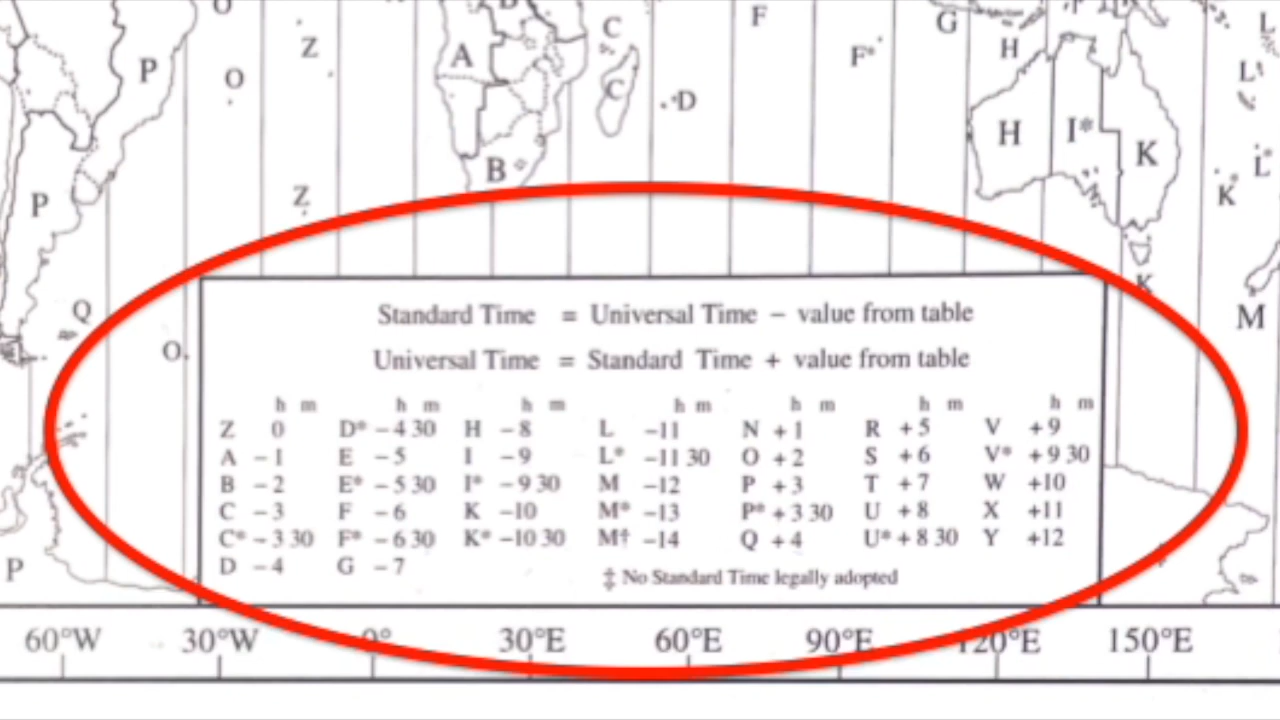 O
D
C
F
G
L
A
Z
P
O
C
D
F*
H
L
H
I*
K
B
Z
P
L*
K
K
Q
M
O
Standard Time = Universal Time − value from table
Universal Time = Standard Time + value from table
h m h m h m h m h m h m h m
Z 0 D* −4 30 H −8 L −11 N +1 R +5 V +9
A −1 E −5 I −9 L* −11 30 O +2 S +6 V* +9 30
B −2 E* −5 30 I* −9 30 M −12 P +3 T +7 W +10
C −3 F −6 K −10 M* −13 P* +3 30 U +8 X +11
C* −3 30 F* −6 30 K* −10 30 M† −14 Q +4 U* +8 30 Y +12
D −4 G −7
‡ No Standard Time legally adopted
P
60°W 30°W 0° 30°E 60°E 90°E 120°E 150°E